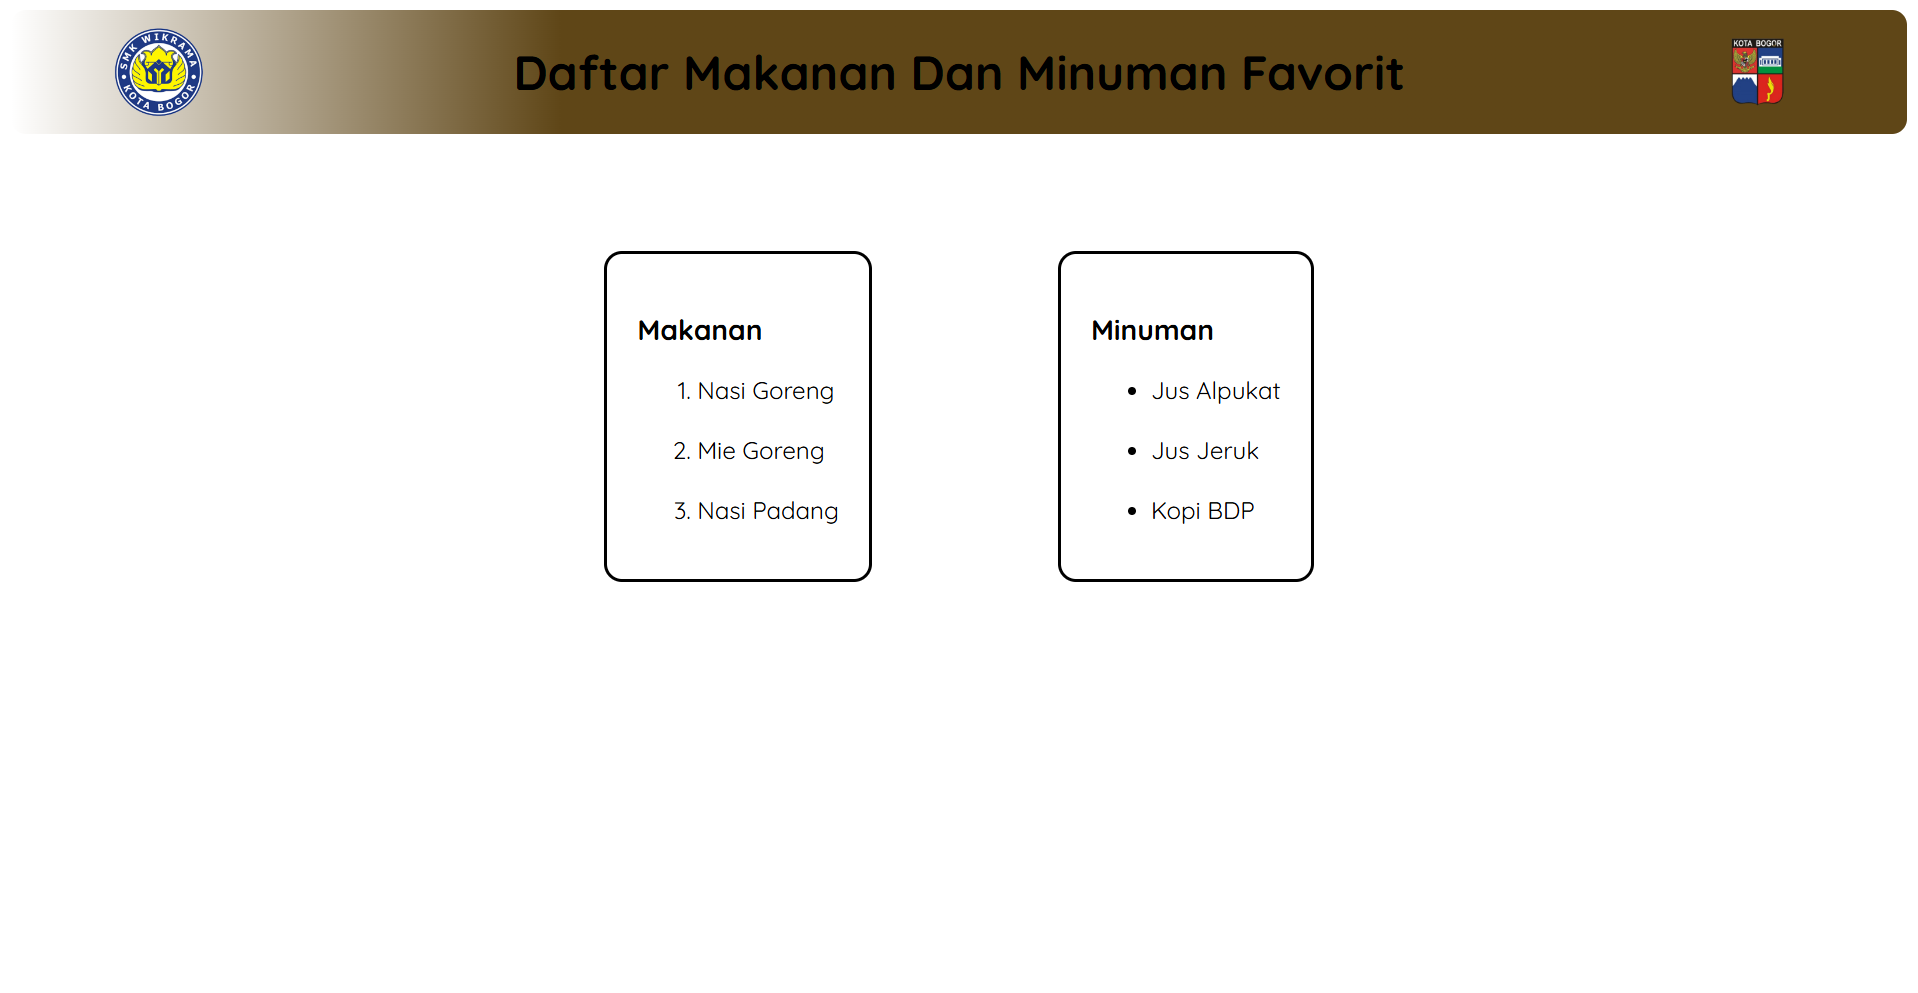 SMK WIKRAMA
KOTA BOGOR
Daftar Makanan Dan Minuman Favorit
KOTA BOGOR
Makanan
1. Nasi Goreng
2. Mie Goreng
3. Nasi Padang
Minuman
• Jus Alpukat
• Jus Jeruk
• Kopi BDP